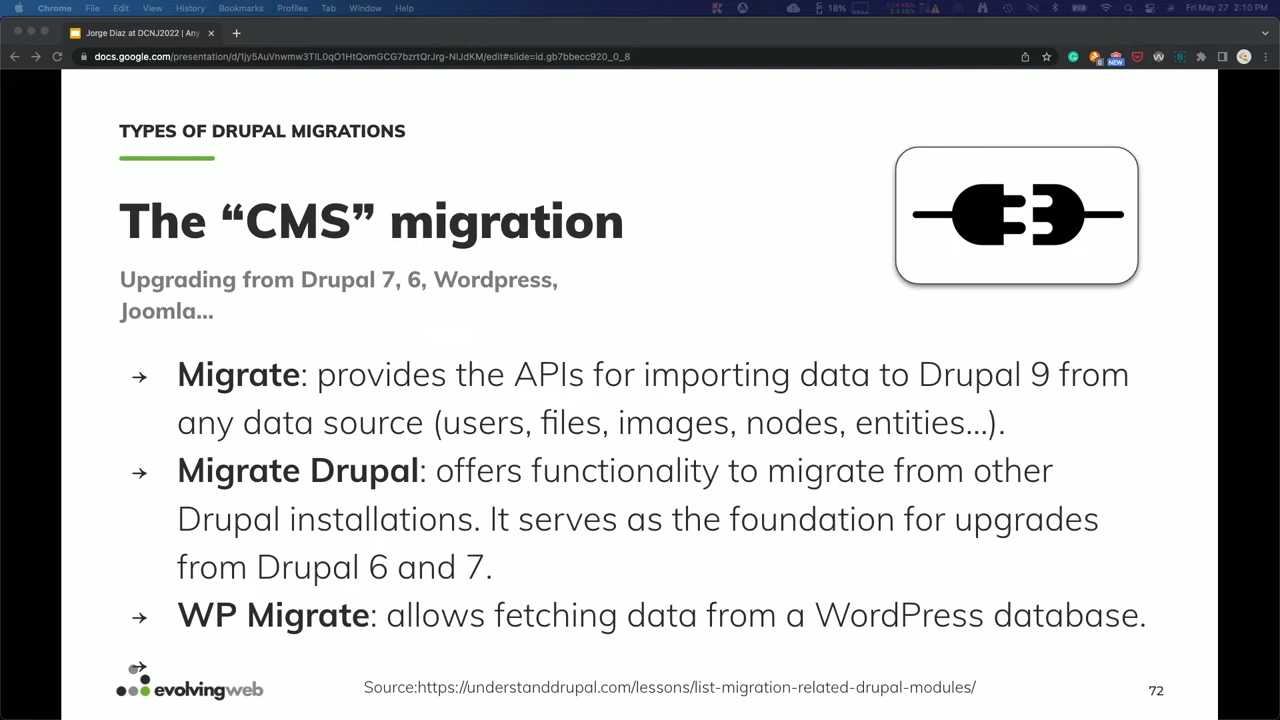 Chrome File Edit View History Bookmarks Profiles Tab Window Help 18% Fri May 27 2:10 PM
Jorge Diaz at DCNJ2022 | Any
docs.google.com/presentation/d/1jy5AuVnwmw3TIL0qO1HtQomGCG7bzrtQrJrg-NIJdKM/edit#slide=id.gb7bbecc920_0_8
NEW
TYPES OF DRUPAL MIGRATIONS
The “CMS” migration
Upgrading from Drupal 7, 6, Wordpress,
Joomla...
→ Migrate: provides the APIs for importing data to Drupal 9 from
any data source (users, files, images, nodes, entities...).
→ Migrate Drupal: offers functionality to migrate from other
Drupal installations. It serves as the foundation for upgrades
from Drupal 6 and 7.
→ WP Migrate: allows fetching data from a WordPress database.
→
evolvingweb
Source:https://understanddrupal.com/lessons/list-migration-related-drupal-modules/
72